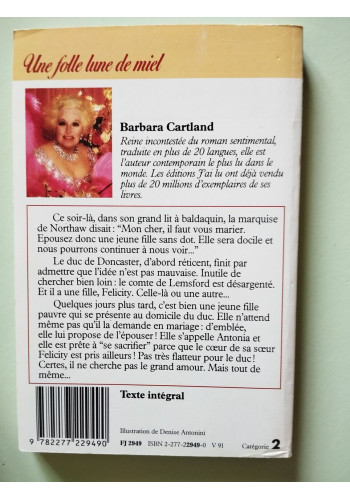 Une folle lune de miel
Barbara Cartland
Reine incontestée du roman sentimental,
traduite en plus de 20 langues, elle est
l'auteur contemporain le plus lu dans le
monde. Les éditions J'ai lu ont déjà vendu
plus de 20 millions d'exemplaires de ses
livres.
Ce soir-là, dans son grand lit à baldaquin, la marquise
de Northaw disait : "Mon cher, il faut vous marier.
Epousez donc une jeune fille sans dot. Elle sera docile et
nous pourrons continuer à nous voir..."
Le duc de Doncaster, d'abord réticent, finit par
admettre que l'idée n'est pas mauvaise. Inutile de
chercher bien loin : le comte de Lemsford est désargenté.
Et il a une fille, Felicity. Celle-là ou une autre...
Quelques jours plus tard, c'est bien une jeune fille
pauvre qui se présente au domicile du duc. Elle n'attend
même pas qu'il la demande en mariage : d'emblée,
elle lui propose de l'épouser ! Elle s'appelle Antonia et
elle est prête à "se sacrifier" parce que le cœur de sa sœur
Felicity est pris ailleurs ! Pas très flatteur pour le duc !
Certes, il ne cherche pas le grand amour. Mais tout de
même...
Texte intégral
Illustration de Denise Antonini
9 782277 229490
FJ 2949 ISBN 2-277-22949-0 V 91
Catégorie 2